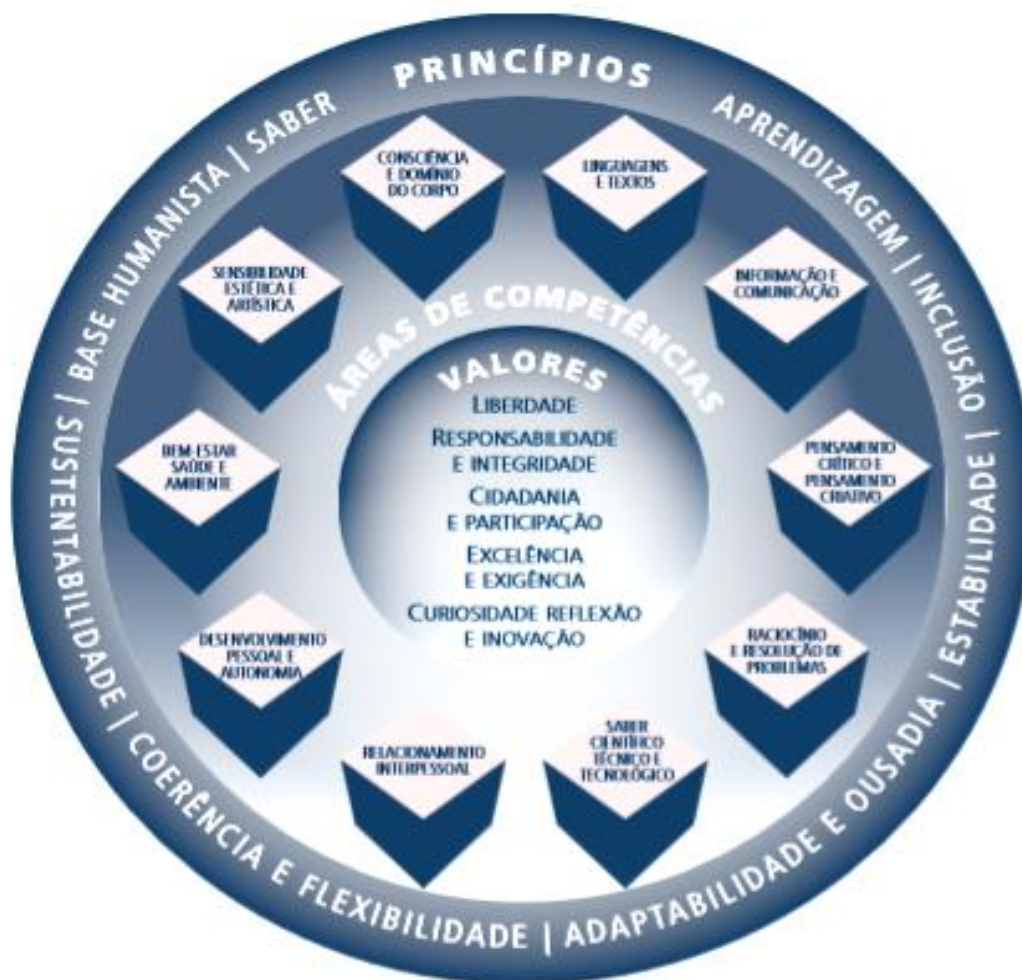 PRINCÍPIOS
APRENDIZAGEM | INCLUSÃO | ESTABILIDADE | ADAPTABILIDADE E OUSADIA | COERÊNCIA E FLEXIBILIDADE | SUSTENTABILIDADE | BASE HUMANISTA | SABER
CONSCIÊNCIA
E DOMÍNIO
DO CORPO
LINGUAGENS
E TEXTOS
SENSIBILIDADE
ESTÉTICA E
ARTÍSTICA
INFORMAÇÃO E
COMUNICAÇÃO
BEM-ESTAR
SAÚDE E
AMBIENTE
PENSAMENTO
CRÍTICO E
PENSAMENTO
CRIATIVO
DESENVOLVIMENTO
PESSOAL E
AUTONOMIA
RACIOCÍNIO
E RESOLUÇÃO DE
PROBLEMAS
RELACIONAMENTO
INTERPESSOAL
SABER
CIENTÍFICO
TÉCNICO E
TECNOLÓGICO
ÁREAS DE COMPETÊNCIAS
VALORES
LIBERDADE
RESPONSABILIDADE
E INTEGRIDADE
CIDADANIA
E PARTICIPAÇÃO
EXCELÊNCIA
E EXIGÊNCIA
CURIOSIDADE REFLEXÃO
E INOVAÇÃO